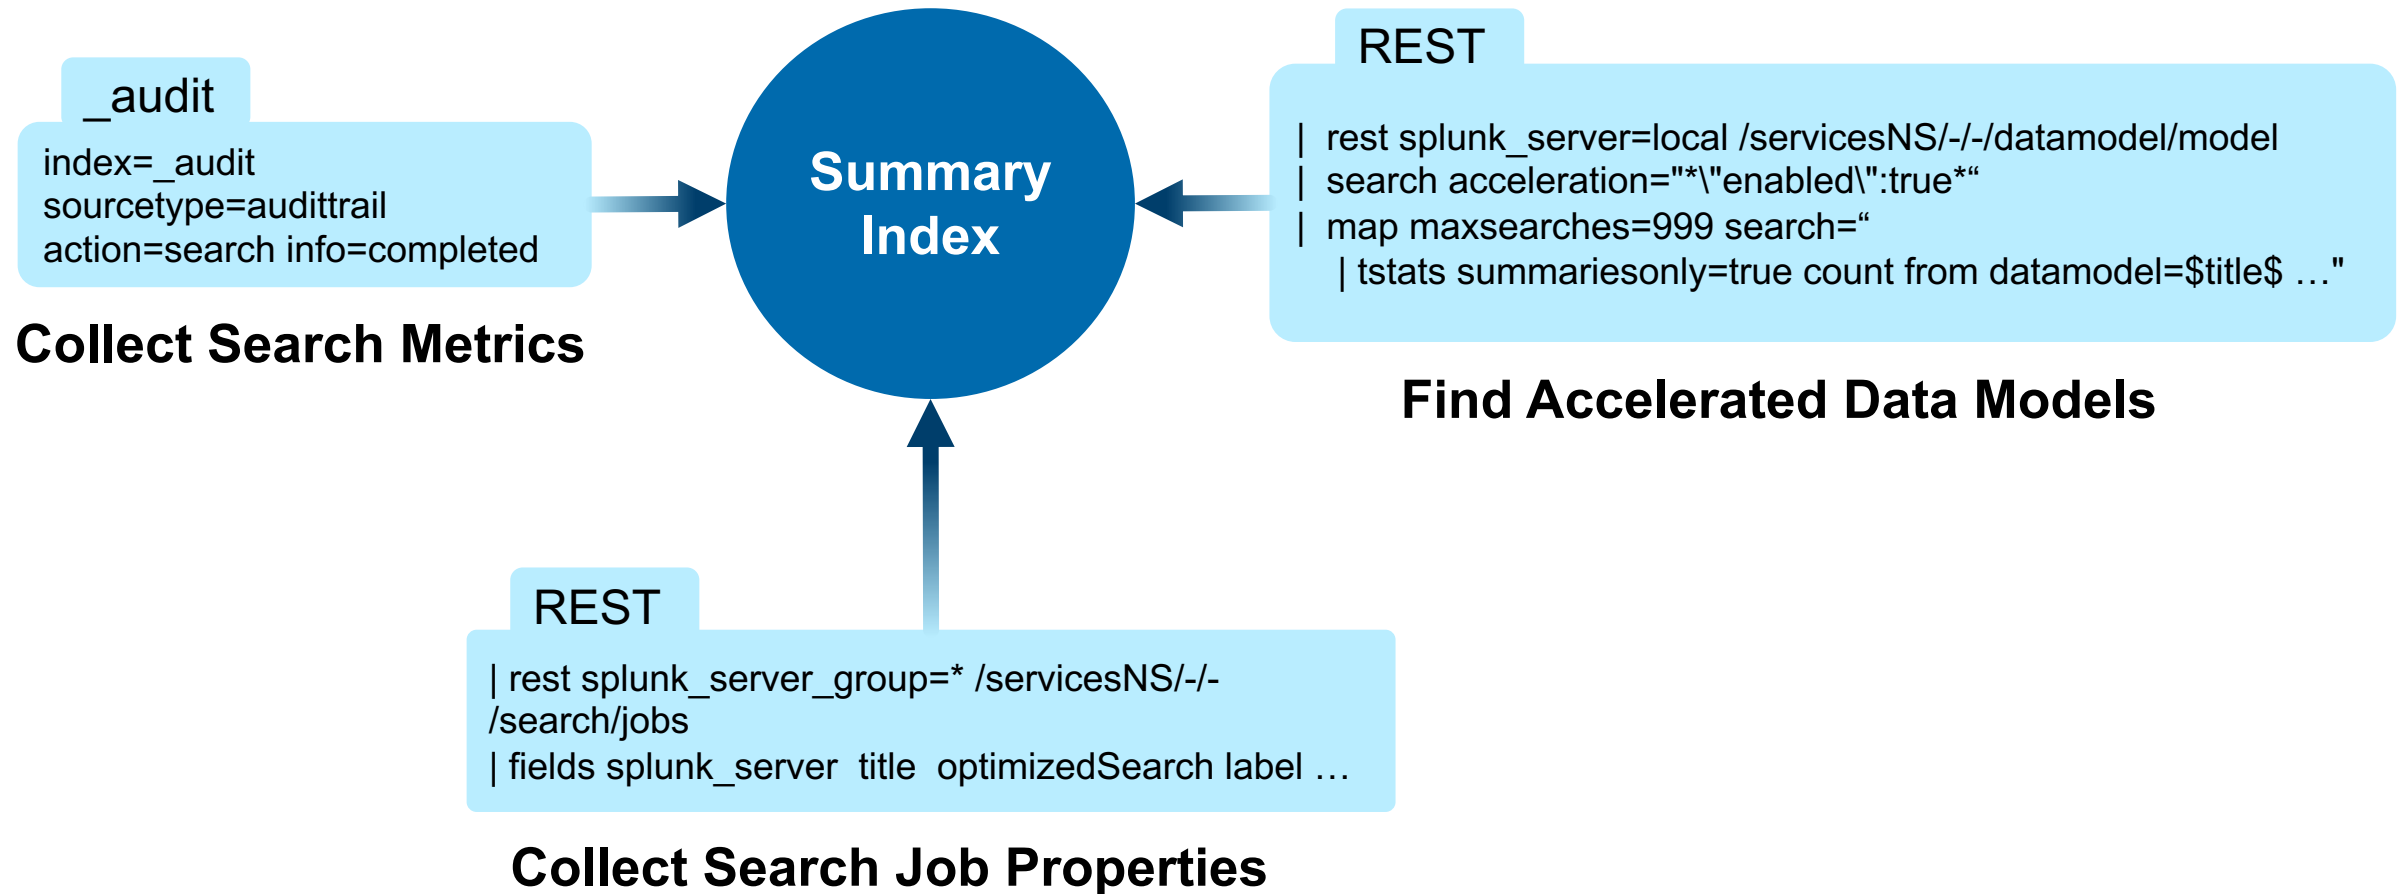 _audit
index=_audit
sourcetype=audittrail
action=search info=completed
Collect Search Metrics
Summary
Index
REST
| rest splunk_server=local /servicesNS/-/-/datamodel/model
| search acceleration="*\"enabled\":true*“
| map maxsearches=999 search=“
| tstats summariesonly=true count from datamodel=$title$ …"
Find Accelerated Data Models
REST
| rest splunk_server_group=* /servicesNS/-/-
/search/jobs
| fields splunk_server title optimizedSearch label …
Collect Search Job Properties